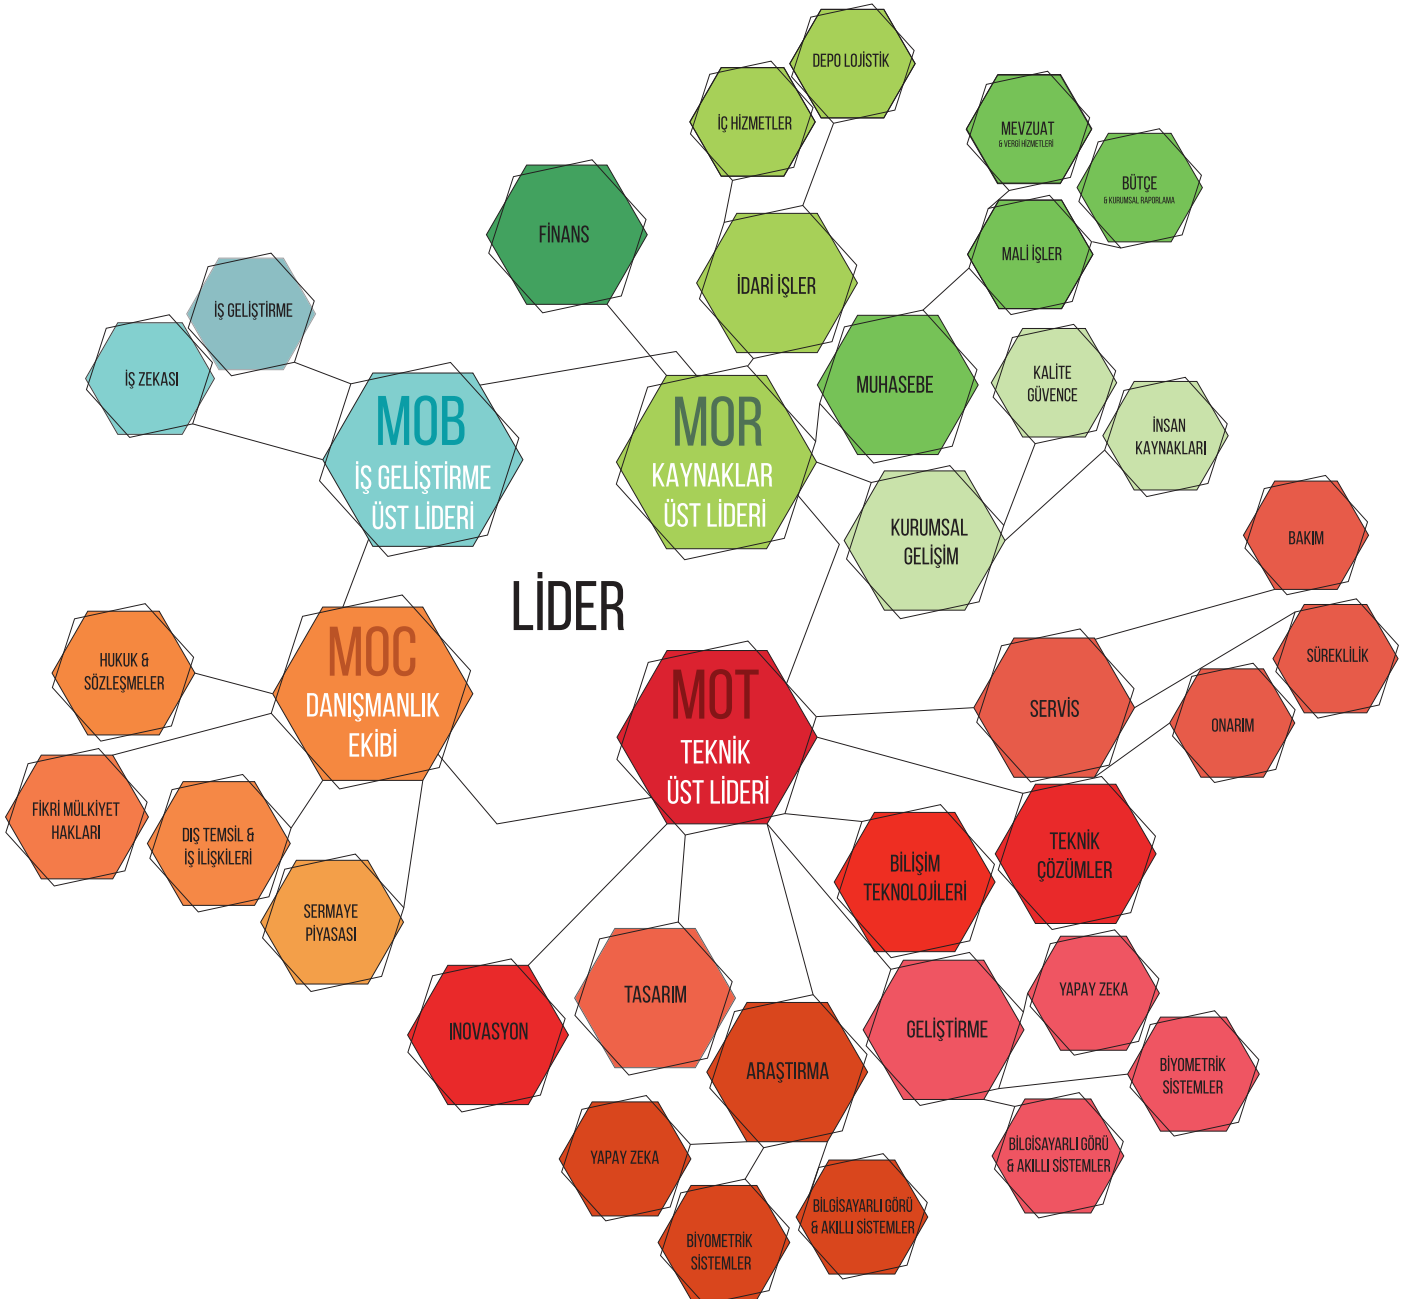 DEPO LOJİSTİK
İÇ HİZMETLER
MEVZUAT
& VERGİ HİZMETLERİ
BÜTÇE
& KURUMSAL RAPORLAMA
FİNANS
MALİ İŞLER
İDARİ İŞLER
İŞ GELİŞTİRME
İŞ ZEKASI
MUHASEBE
KALİTE
GÜVENCE
İNSAN
KAYNAKLARI
MOB
İŞ GELİŞTİRME
ÜST LİDERİ
MOR
KAYNAKLAR
ÜST LİDERİ
KURUMSAL
GELİŞİM
BAKIM
LİDER
SÜREKLİLİK
ONARIM
SERVİS
HUKUK &
SÖZLEŞMELER
MOC
DANIŞMANLIK
EKİBİ
MOT
TEKNİK
ÜST LİDERİ
FİKRİ MÜLKİYET
HAKLARI
DIŞ TEMSİL &
İŞ İLİŞKİLERİ
SERMAYE
PİYASASI
BİLİŞİM
TEKNOLOJİLERİ
TEKNİK
ÇÖZÜMLER
INOVASYON
TASARIM
ARAŞTIRMA
GELİŞTİRME
YAPAY ZEKA
BİYOMETRİK
SİSTEMLER
BİLGİSAYARLI GÖRÜ
& AKILLI SİSTEMLER
YAPAY ZEKA
BİYOMETRİK
SİSTEMLER
BİLGİSAYARLI GÖRÜ
& AKILLI SİSTEMLER